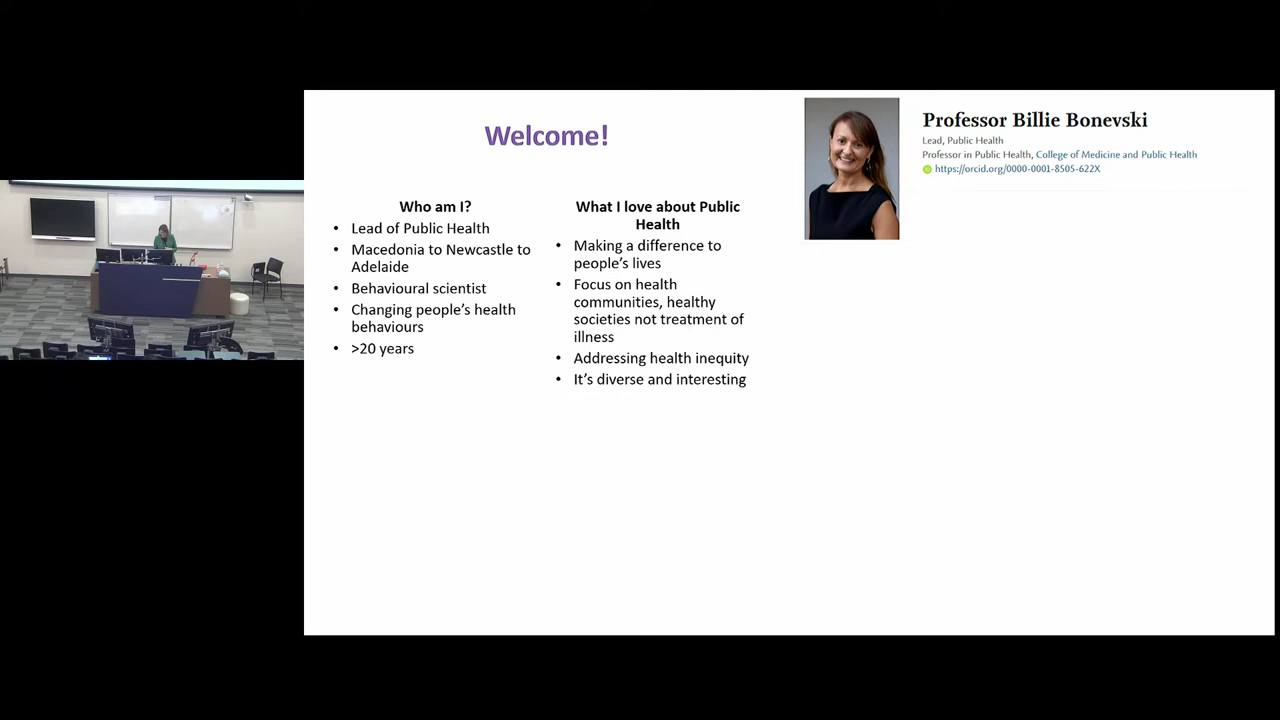 Welcome!
Who am I?
• Lead of Public Health
• Macedonia to Newcastle to
Adelaide
• Behavioural scientist
• Changing people's health
behaviours
• >20 years
What I love about Public
Health
• Making a difference to
people's lives
• Focus on health
communities, healthy
societies not treatment of
illness
• Addressing health inequity
• It's diverse and interesting
Professor Billie Bonevski
Lead, Public Health
Professor in Public Health, College of Medicine and Public Health
https://orcid.org/0000-0001-8505-622X